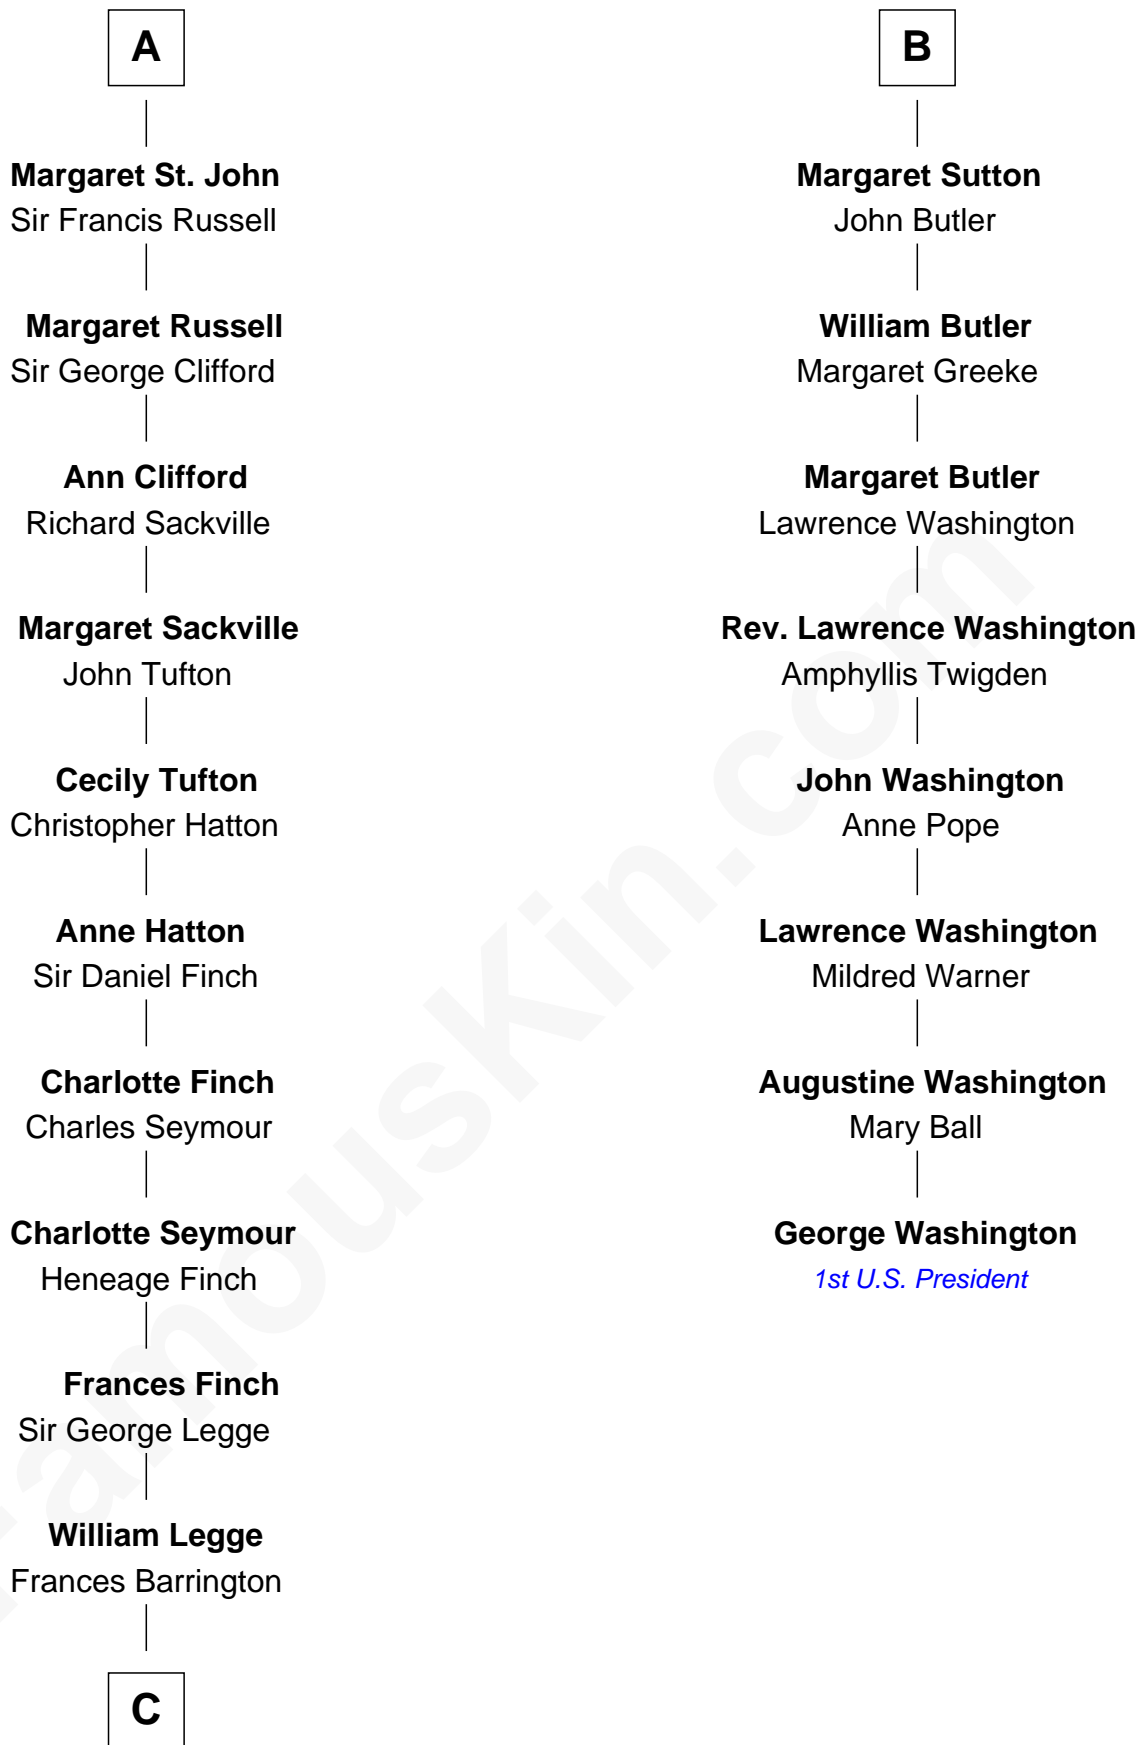 A
Margaret St. John
Sir Francis Russell
Margaret Russell
Sir George Clifford
Ann Clifford
Richard Sackville
Margaret Sackville
John Tufton
Cecily Tufton
Christopher Hatton
Anne Hatton
Sir Daniel Finch
Charlotte Finch
Charles Seymour
Charlotte Seymour
Heneage Finch
Frances Finch
Sir George Legge
William Legge
Frances Barrington
C
B
Margaret Sutton
John Butler
William Butler
Margaret Greeke
Margaret Butler
Lawrence Washington
Rev. Lawrence Washington
Amphyllis Twigden
John Washington
Anne Pope
Lawrence Washington
Mildred Warner
Augustine Washington
Mary Ball
George Washington
1st U.S. President
FamousKin.com